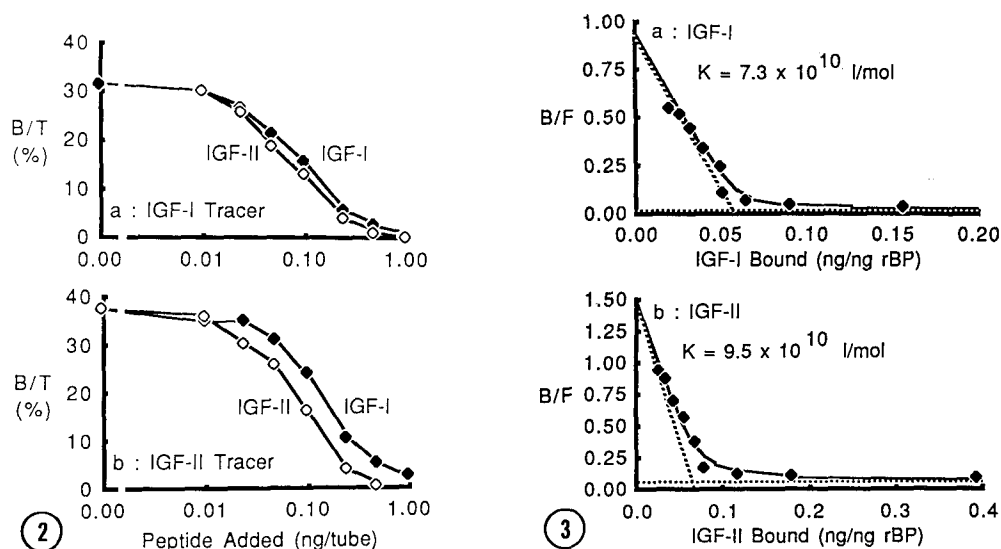 40
30
B/T
(%)
20
10
0
IGF-II
IGF-I
a : IGF-I Tracer
0.00 0.01 0.10 1.00
40
30
B/T
(%)
20
10
0
IGF-II
IGF-I
b : IGF-II Tracer
0.00 0.01 0.10 1.00
Peptide Added (ng/tube)
2
1.00
0.75
B/F
0.50
0.25
0.00
a : IGF-I
K = 7.3 x 10^10 l/mol
0.00 0.05 0.10 0.15 0.20
IGF-I Bound (ng/ng rBP)
1.50
1.25
1.00
B/F
0.75
0.50
0.25
0.00
b : IGF-II
K = 9.5 x 10^10 l/mol
0.0 0.1 0.2 0.3 0.4
IGF-II Bound (ng/ng rBP)
3